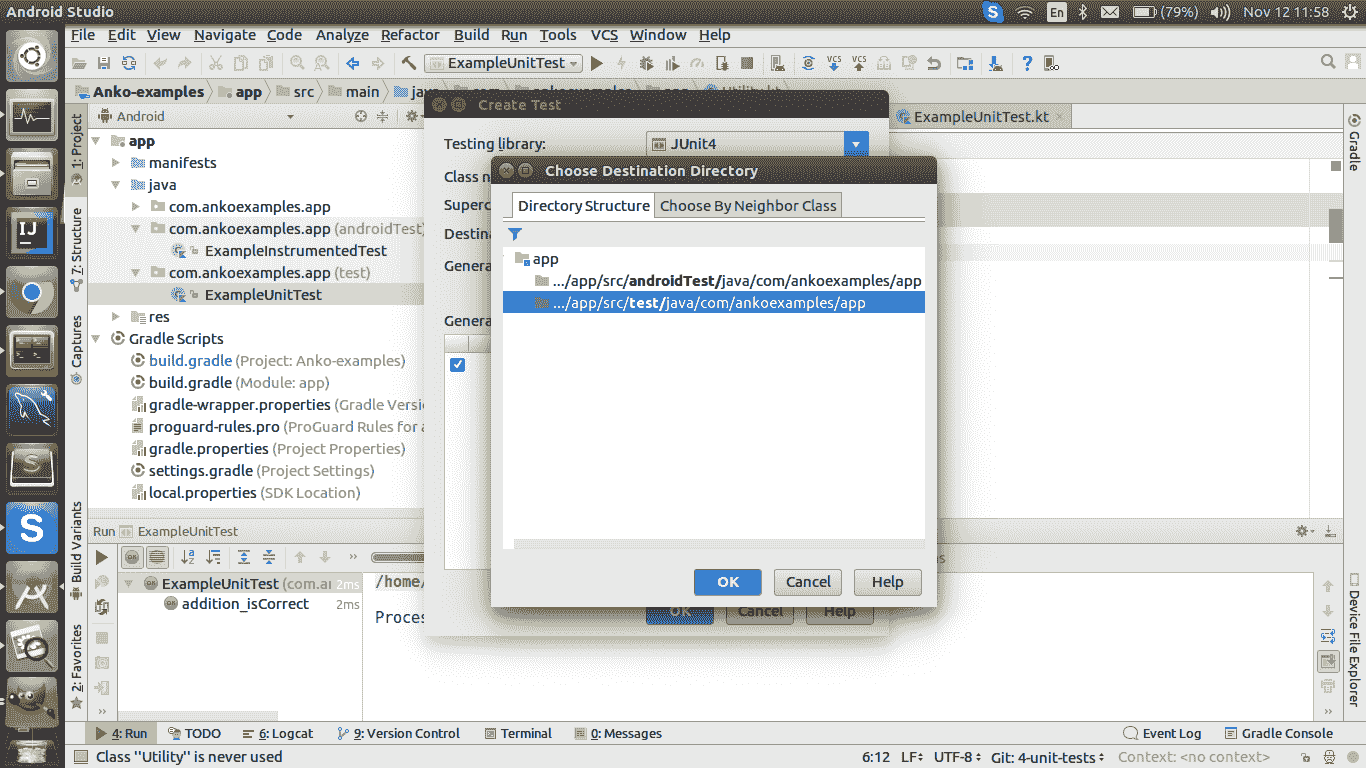 Android Studio
En
(79%)
Nov 12 11:58
File Edit View Navigate Code Analyze Refactor Build Run Tools VCS Window Help
ExampleUnitTest
VCS VCS
Anko-examples app src main
ExampleUnitTest.kt
Create Test
Android
1: Project
7: Structure
Captures
Build Variants
2: Favorites
Gradle
Device File Explorer
app
manifests
java
com.ankoexamples.app
com.ankoexamples.app (androidTest)
ExampleInstrumentedTest
com.ankoexamples.app (test)
ExampleUnitTest
res
Gradle Scripts
build.gradle (Project: Anko-examples)
build.gradle (Module: app)
gradle-wrapper.properties (Gradle Versi
proguard-rules.pro (ProGuard Rules for a
gradle.properties (Project Properties)
settings.gradle (Project Settings)
local.properties (SDK Location)
Testing library:
JUnit4
Class n
Superc
Destina
Genera
Genera
Choose Destination Directory
Directory Structure
Choose By Neighbor Class
app
.../app/src/androidTest/java/com/ankoexamples/app
.../app/src/test/java/com/ankoexamples/app
OK
Cancel
Help
OK
Cancel
Help
Run ExampleUnitTest
ExampleUnitTest (com.ar 2ms
addition_isCorrect 2ms
/home/
Proces
4: Run
TODO
6: Logcat
9: Version Control
Terminal
0: Messages
Event Log
Gradle Console
Class ''Utility'' is never used
6:12
LF
UTF-8
Git: 4-unit-tests
Context: <no context>